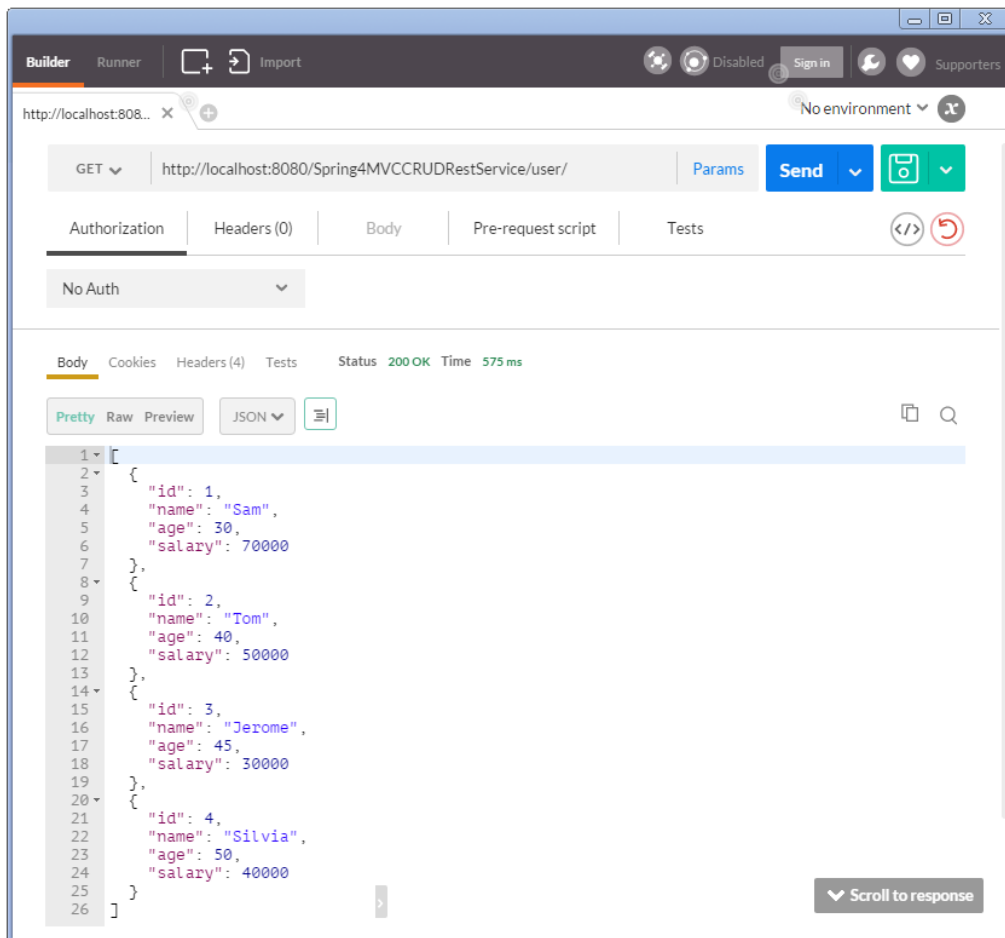 Builder Runner Import Disabled Sign in Supporters
http://localhost:808... No environment
GET http://localhost:8080/Spring4MVCCRUDRestService/user/ Params Send
Authorization Headers (0) Body Pre-request script Tests
No Auth
Body Cookies Headers (4) Tests Status 200 OK Time 575 ms
Pretty Raw Preview JSON
1 [
2 {
3 "id": 1,
4 "name": "Sam",
5 "age": 30,
6 "salary": 70000
7 },
8 {
9 "id": 2,
10 "name": "Tom",
11 "age": 40,
12 "salary": 50000
13 },
14 {
15 "id": 3,
16 "name": "Jerome",
17 "age": 45,
18 "salary": 30000
19 },
20 {
21 "id": 4,
22 "name": "Silvia",
23 "age": 50,
24 "salary": 40000
25 }
26 ]
Scroll to response